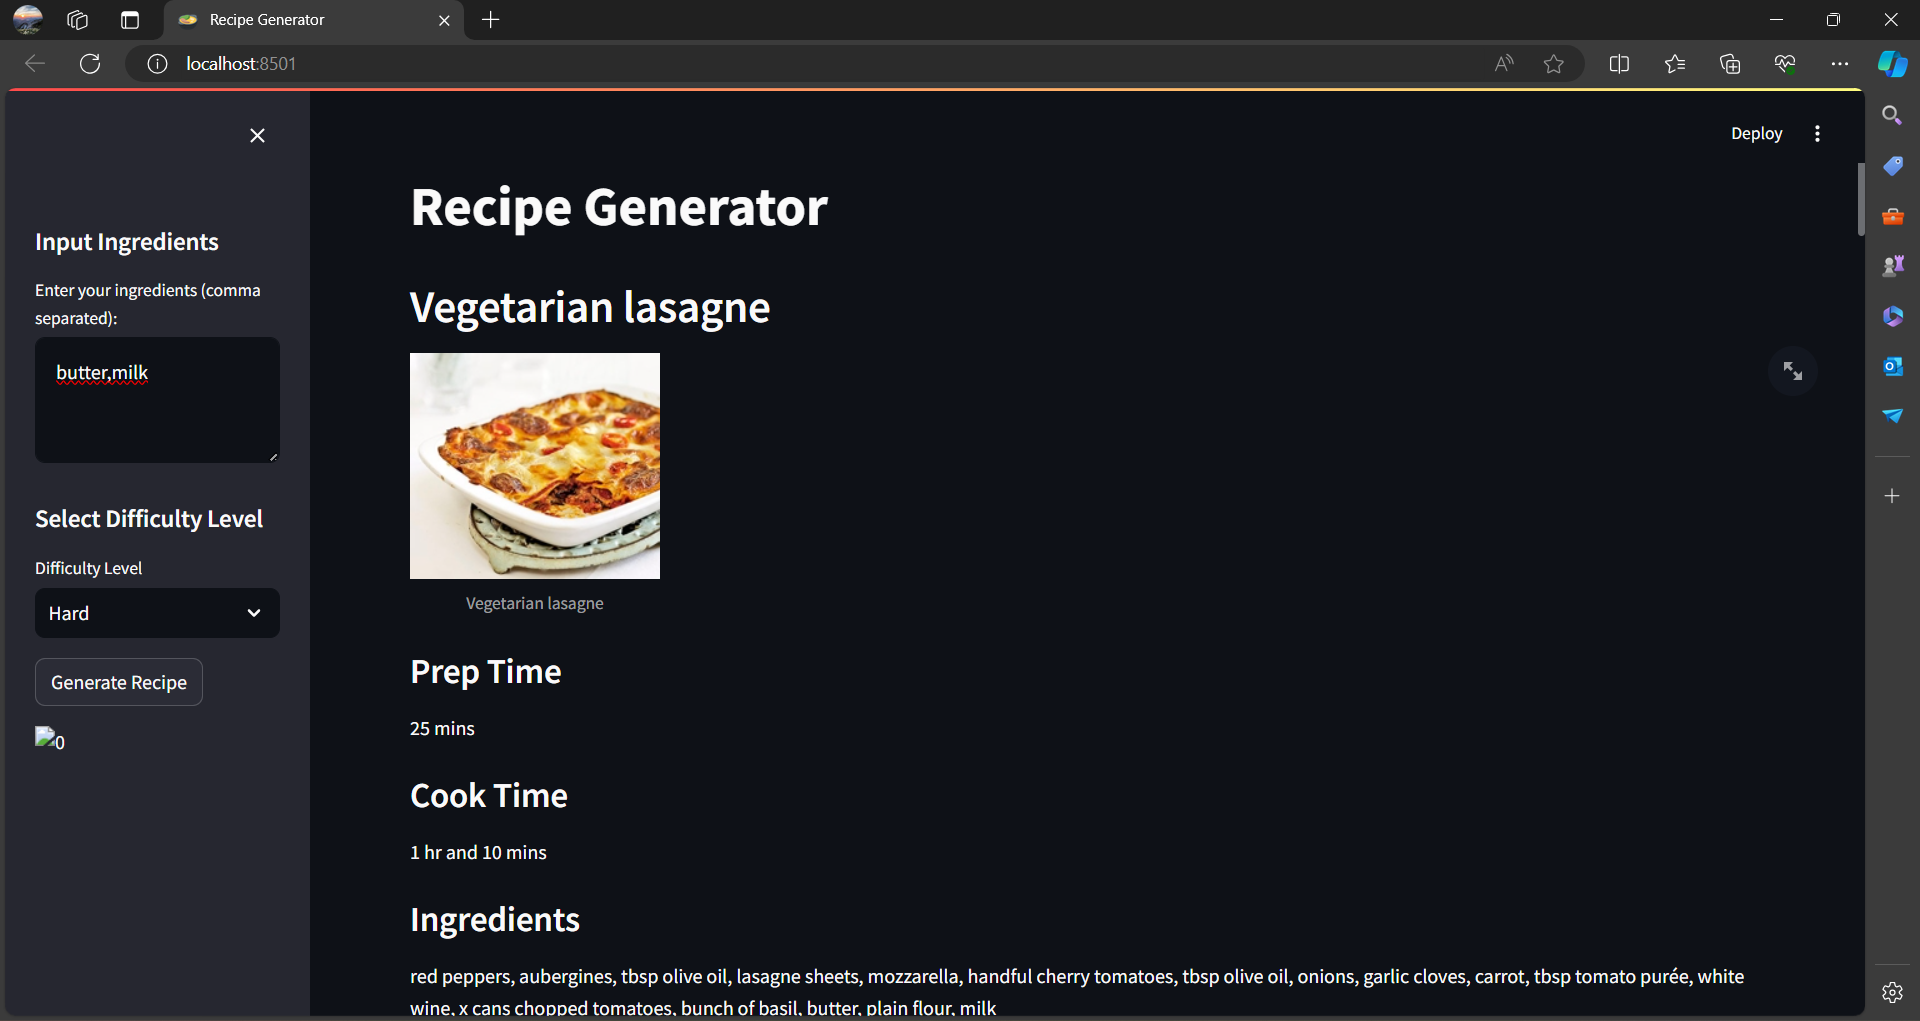 Recipe Generator
localhost:8501
Deploy
Input Ingredients
Enter your ingredients (comma
separated):
butter,milk
Select Difficulty Level
Difficulty Level
Hard
Generate Recipe
0
Recipe Generator
Vegetarian lasagne
Vegetarian lasagne
Prep Time
25 mins
Cook Time
1 hr and 10 mins
Ingredients
red peppers, aubergines, tbsp olive oil, lasagne sheets, mozzarella, handful cherry tomatoes, tbsp olive oil, onions, garlic cloves, carrot, tbsp tomato purée, white
wine, x cans chopped tomatoes, bunch of basil, butter, plain flour, milk